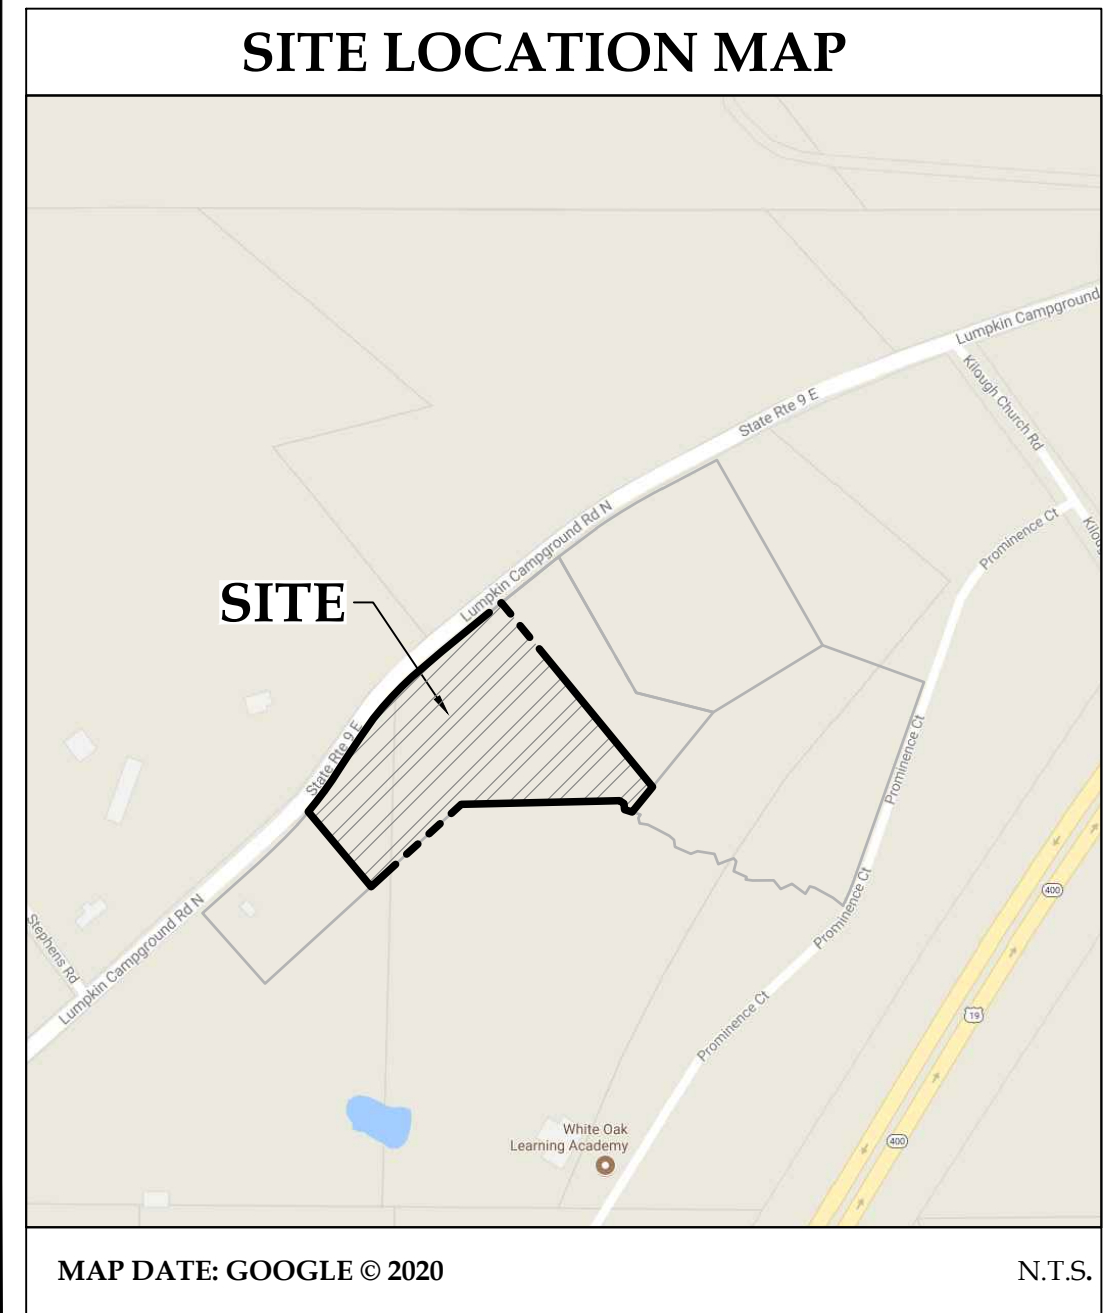 SITE LOCATION MAP
Lumpkin Campground
Kilough Church Rd
State Rte 9 E
Lumpkin Campground Rd N
Prominence Ct
SITE
State Rte 9 E
Prominence Ct
400
Prominence Ct
Lumpkin Campground Rd N
Stephens Rd
19
Prominence Ct
White Oak
Learning Academy
400
MAP DATE: GOOGLE © 2020
N.T.S.